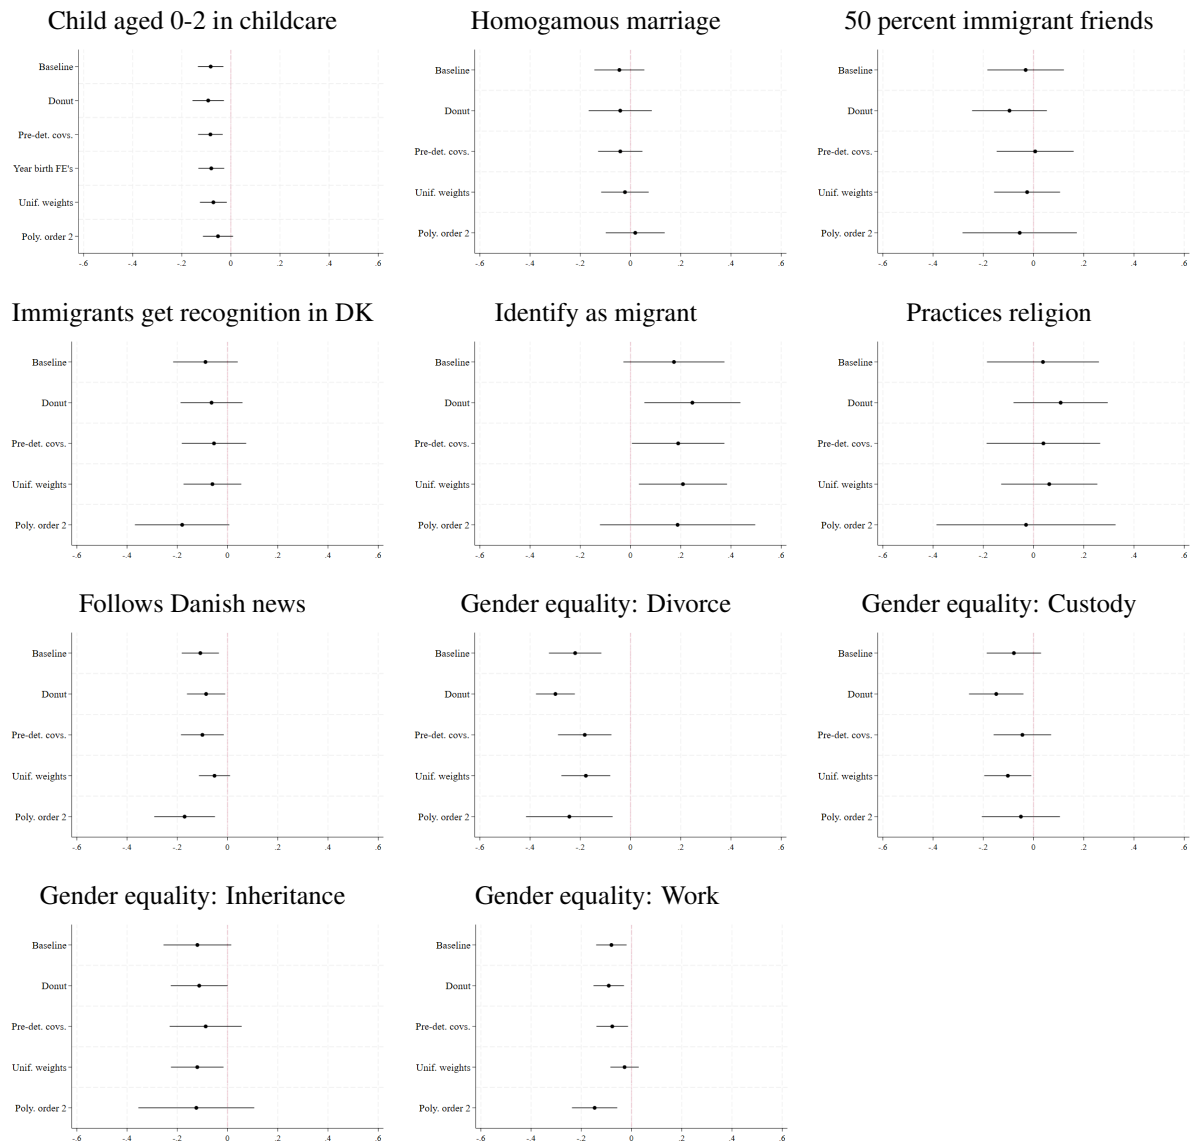 Child aged 0-2 in childcare
Baseline
Donut
Pre-det. covs.
Year birth FE's
Unif. weights
Poly. order 2
-.6 -.4 -.2 0 .2 .4 .6
Homogamous marriage
Baseline
Donut
Pre-det. covs.
Unif. weights
Poly. order 2
-.6 -.4 -.2 0 .2 .4 .6
50 percent immigrant friends
Baseline
Donut
Pre-det. covs.
Unif. weights
Poly. order 2
-.6 -.4 -.2 0 .2 .4 .6
Immigrants get recognition in DK
Baseline
Donut
Pre-det. covs.
Unif. weights
Poly. order 2
-.6 -.4 -.2 0 .2 .4 .6
Identify as migrant
Baseline
Donut
Pre-det. covs.
Unif. weights
Poly. order 2
-.6 -.4 -.2 0 .2 .4 .6
Practices religion
Baseline
Donut
Pre-det. covs.
Unif. weights
Poly. order 2
-.6 -.4 -.2 0 .2 .4 .6
Follows Danish news
Baseline
Donut
Pre-det. covs.
Unif. weights
Poly. order 2
-.6 -.4 -.2 0 .2 .4 .6
Gender equality: Divorce
Baseline
Donut
Pre-det. covs.
Unif. weights
Poly. order 2
-.6 -.4 -.2 0 .2 .4 .6
Gender equality: Custody
Baseline
Donut
Pre-det. covs.
Unif. weights
Poly. order 2
-.6 -.4 -.2 0 .2 .4 .6
Gender equality: Inheritance
Baseline
Donut
Pre-det. covs.
Unif. weights
Poly. order 2
-.6 -.4 -.2 0 .2 .4 .6
Gender equality: Work
Baseline
Donut
Pre-det. covs.
Unif. weights
Poly. order 2
-.6 -.4 -.2 0 .2 .4 .6